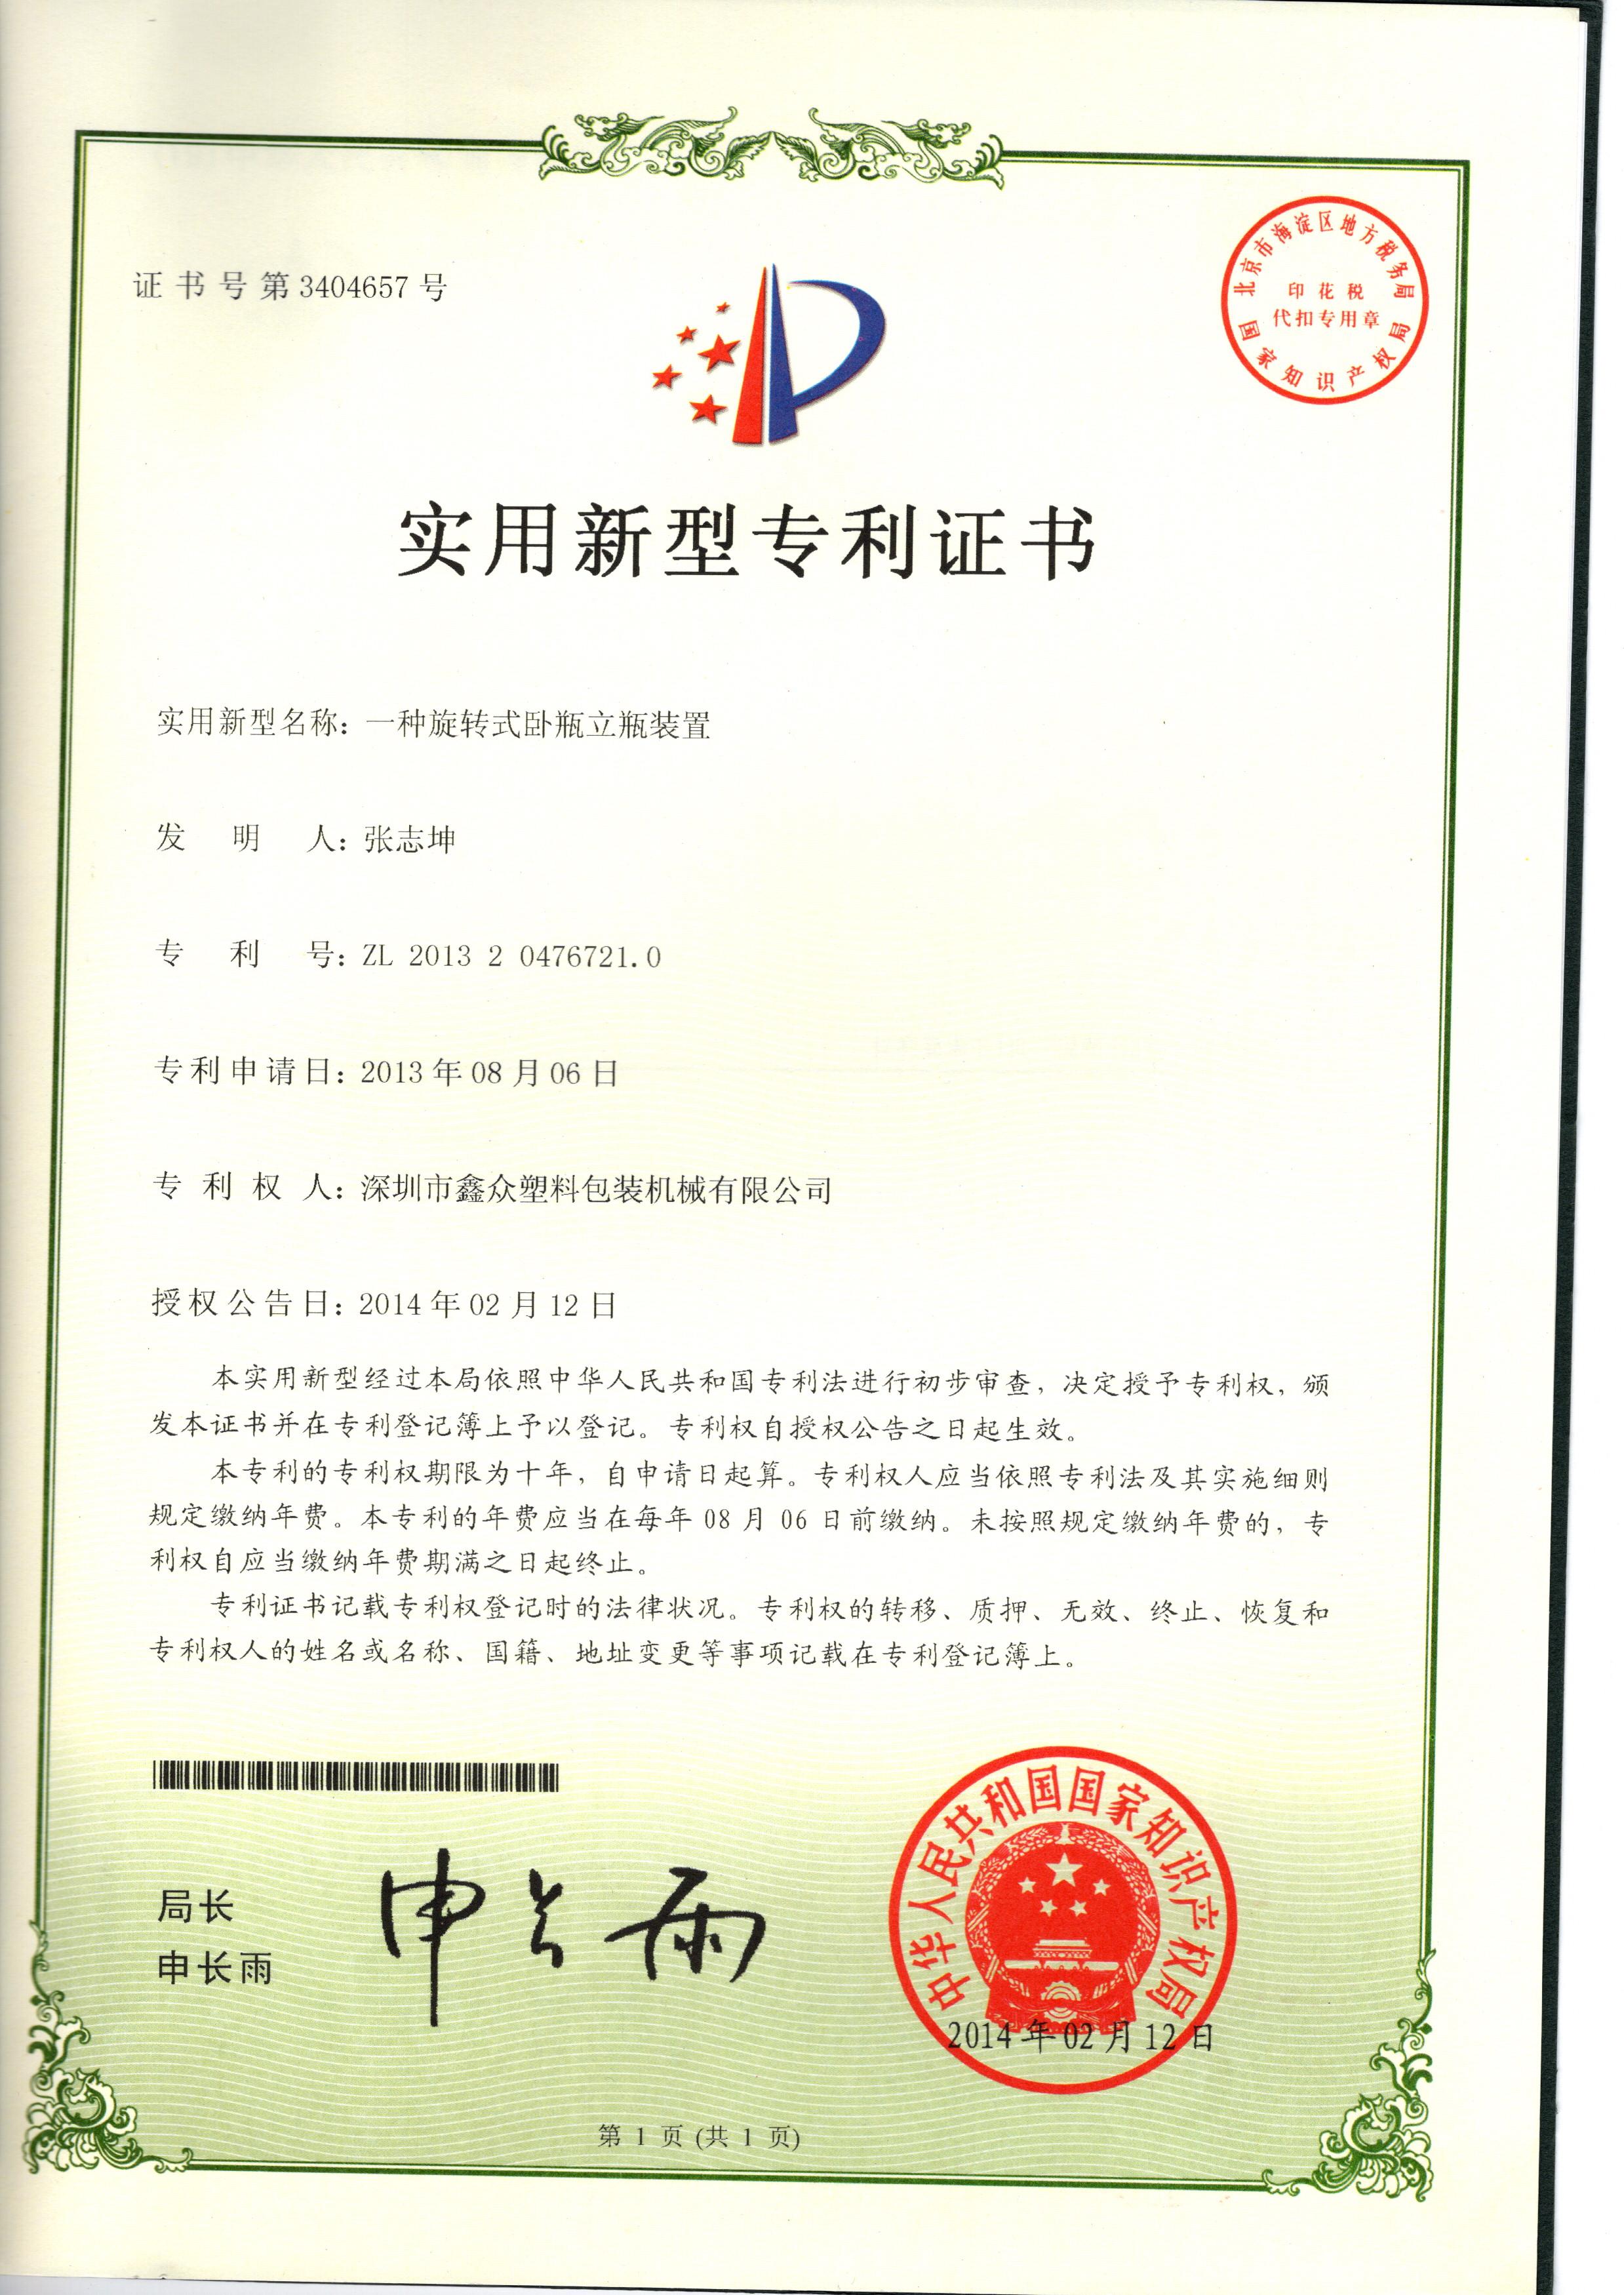 证书号第3404657号
北京市海淀区地方税务局
印花税
代扣专用章
国家知识产权局
实用新型专利证书
实用新型名称：一种旋转式卧瓶立瓶装置
发明人：张志坤
专利号：ZL 2013 2 0476721.0
专利申请日：2013年08月06日
专利权人：深圳市鑫众塑料包装机械有限公司
授权公告日：2014年02月12日
本实用新型经过本局依照中华人民共和国专利法进行初步审查，决定授予专利权，颁
发本证书并在专利登记簿上予以登记。专利权自授权公告之日起生效。
本专利的专利权期限为十年，自申请日起算。专利权人应当依照专利法及其实施细则
规定缴纳年费。本专利的年费应当在每年08月06日前缴纳。未按照规定缴纳年费的，专
利权自应当缴纳年费期满之日起终止。
专利证书记载专利权登记时的法律状况。专利权的转移、质押、无效、终止、恢复和
专利权人的姓名或名称、国籍、地址变更等事项记载在专利登记簿上。
局长
申长雨
申长雨
中华人民共和国国家知识产权局
2014年02月12日
第 1 页 (共 1 页)